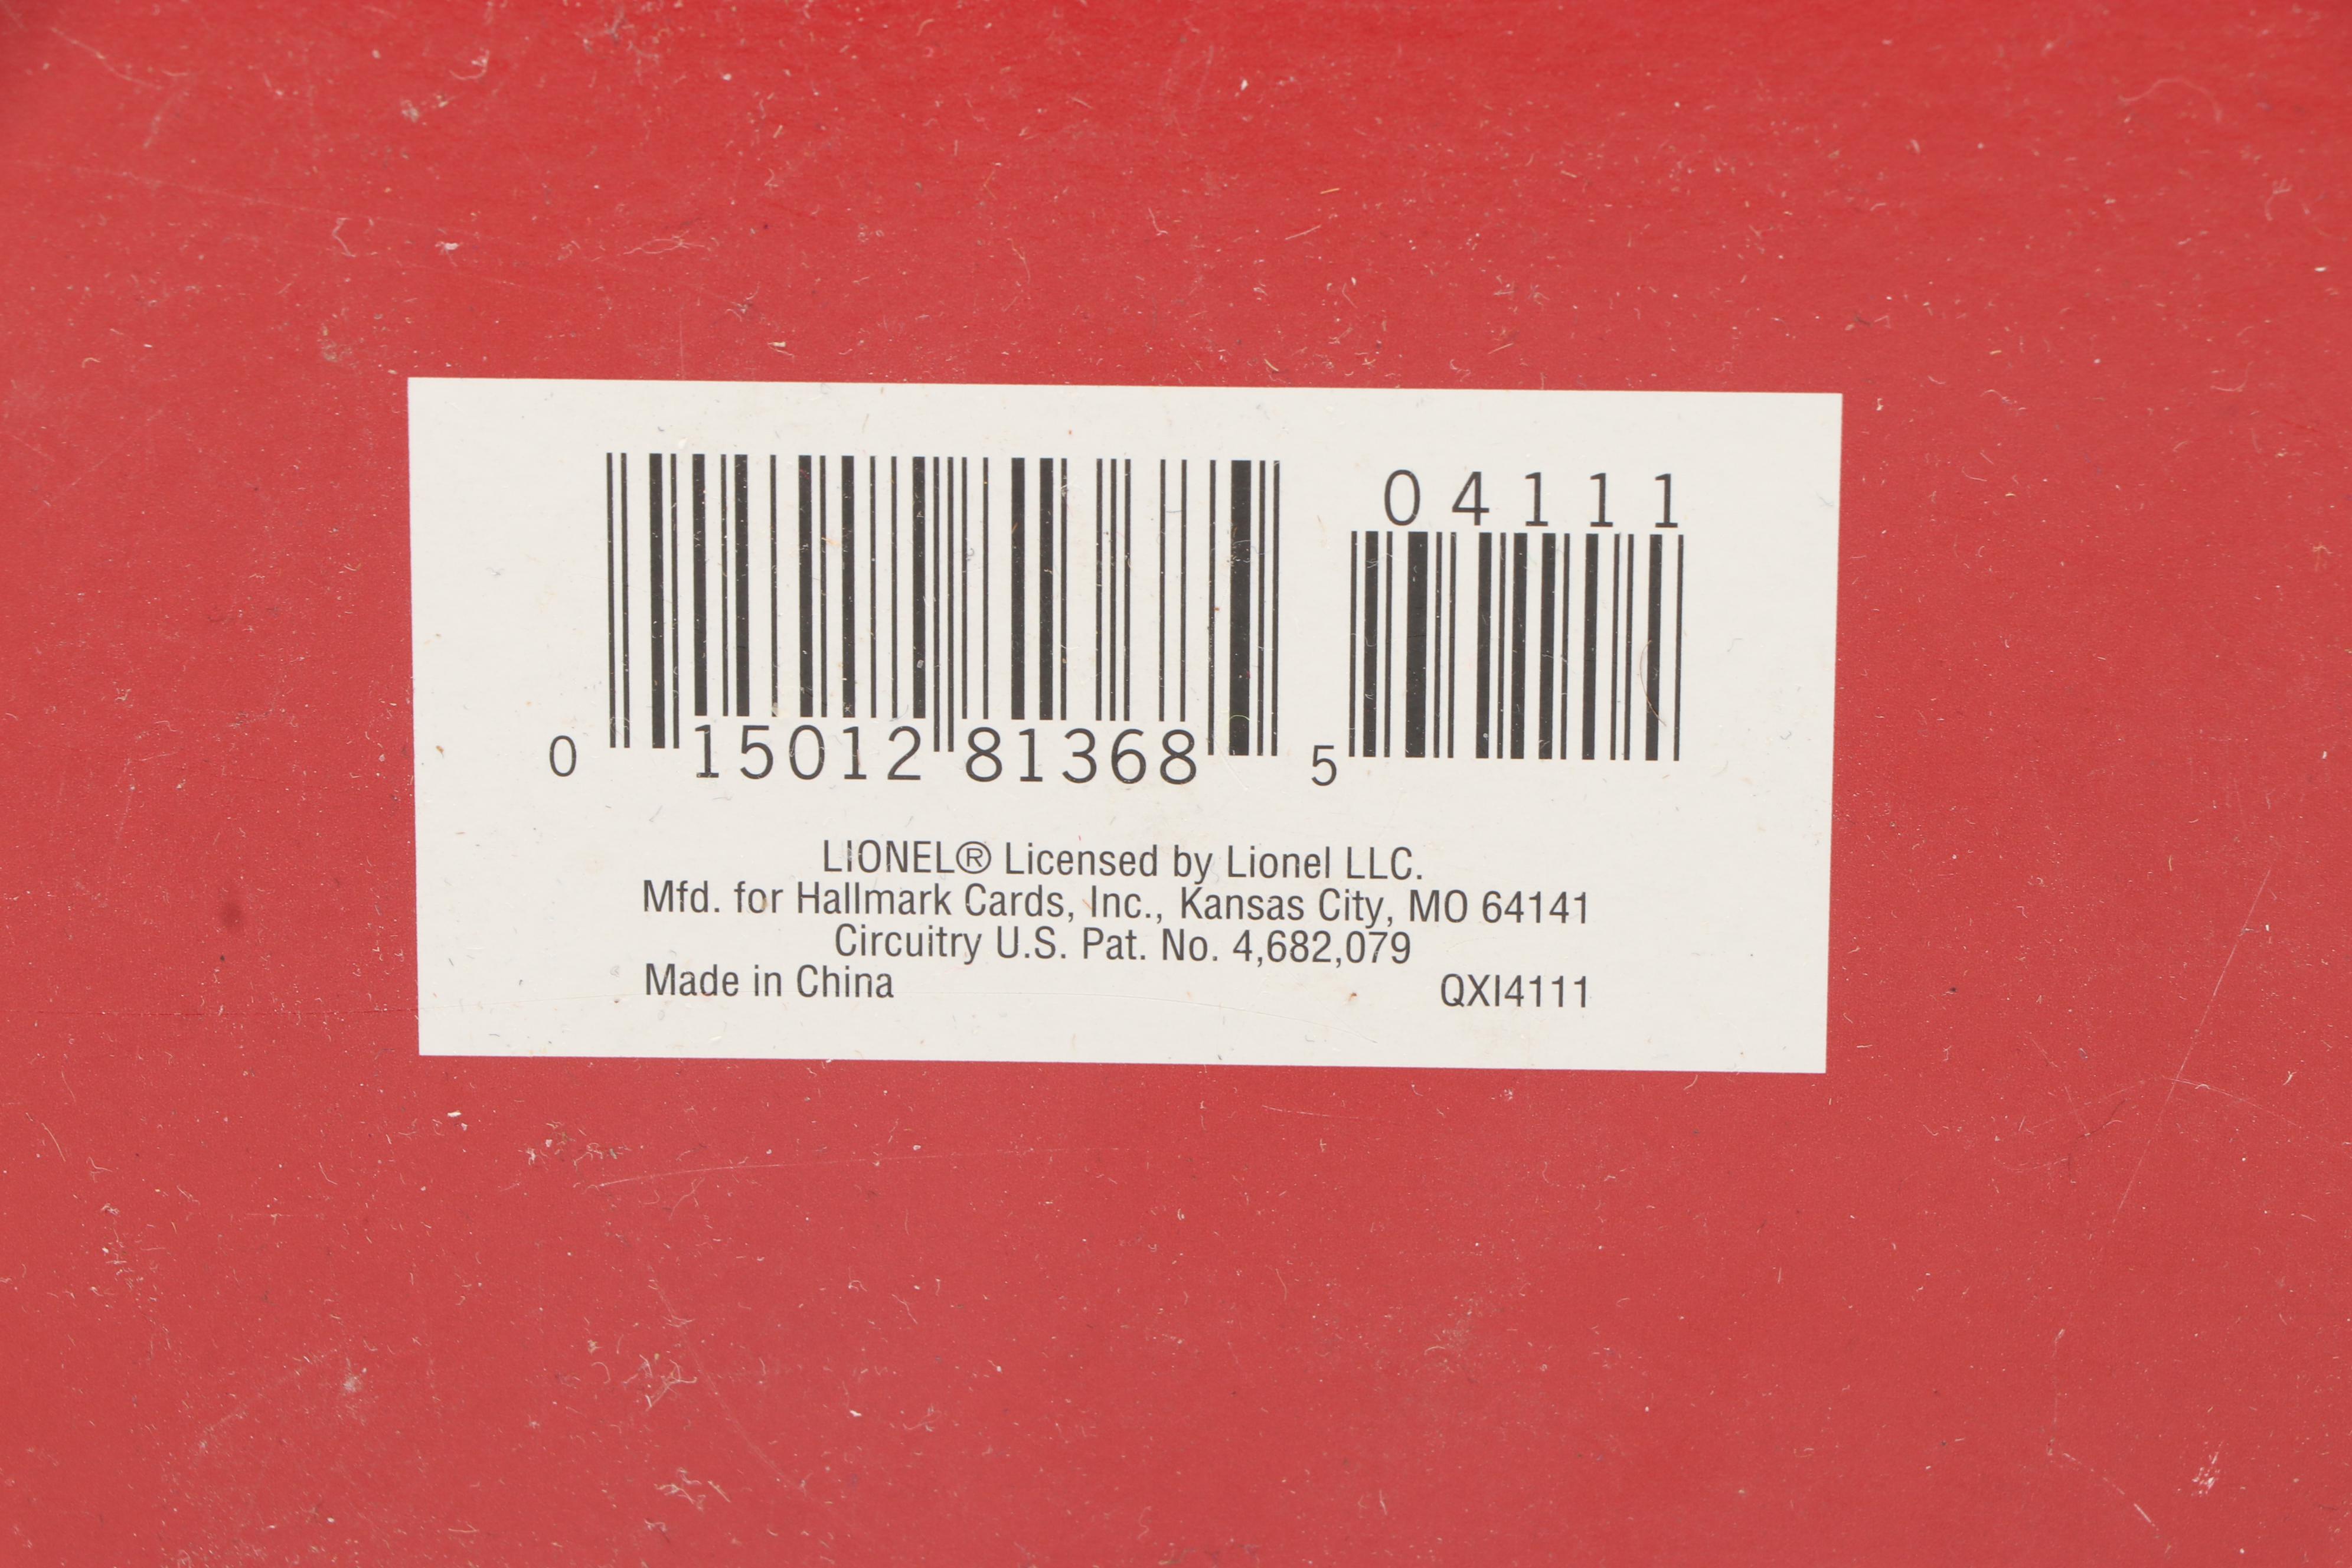 04111
0 15012 81368 5
LIONEL® Licensed by Lionel LLC.
Mfd. for Hallmark Cards, Inc., Kansas City, MO 64141
Circuitry U.S. Pat. No. 4,682,079
Made in China QXI4111